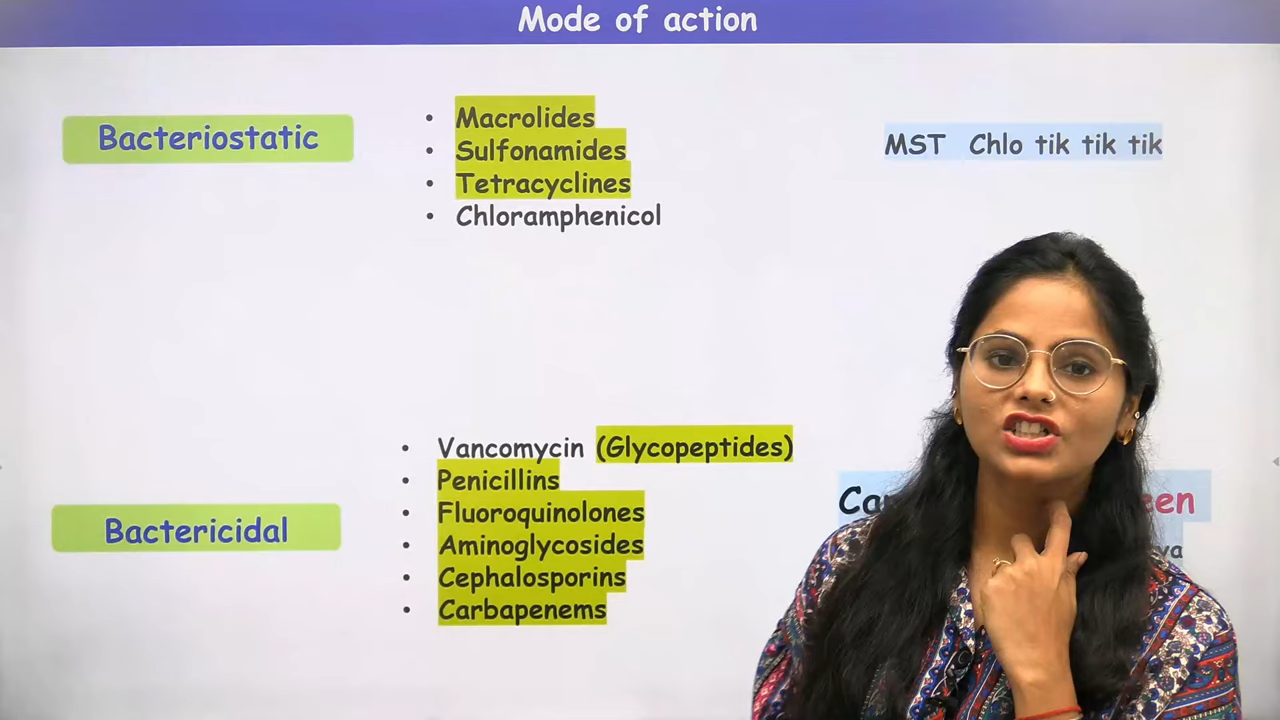 Mode of action
Bacteriostatic
• Macrolides
• Sulfonamides
• Tetracyclines
• Chloramphenicol
MST Chlo tik tik tik
Bactericidal
• Vancomycin (Glycopeptides)
• Penicillins
• Fluoroquinolones
• Aminoglycosides
• Cephalosporins
• Carbapenems